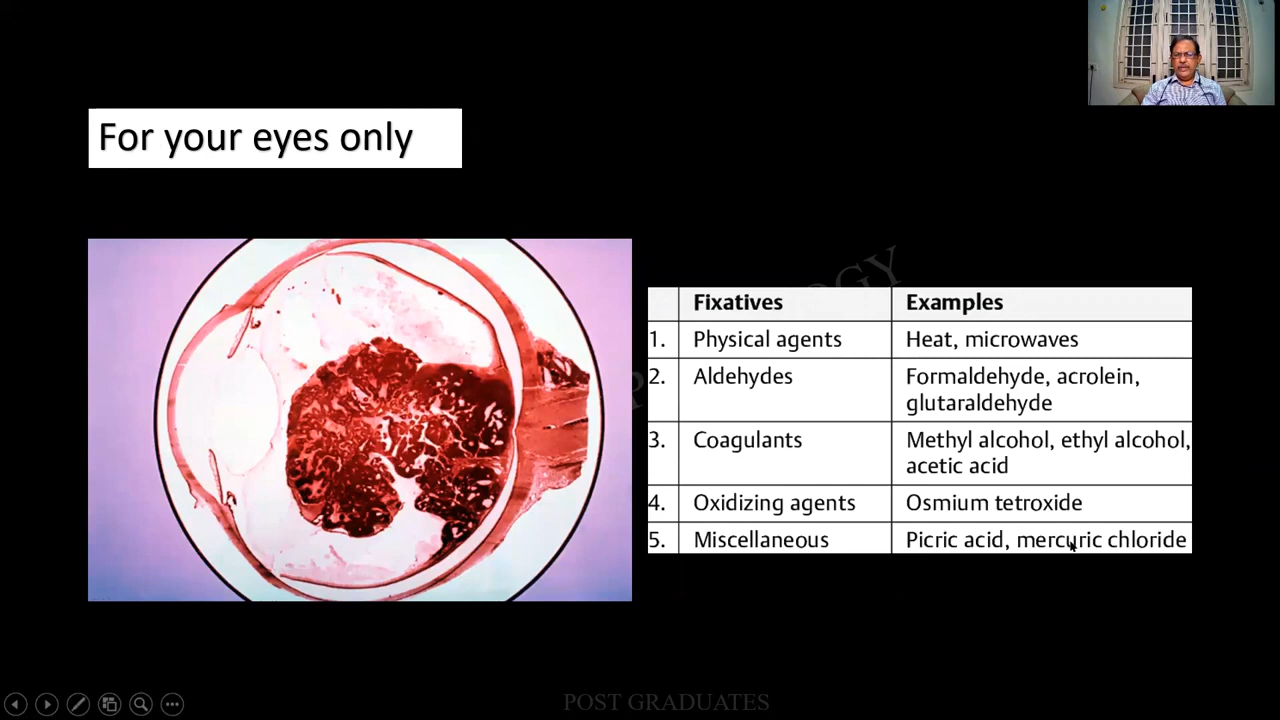 For your eyes only
Fixatives Examples
1. Physical agents Heat, microwaves
2. Aldehydes Formaldehyde, acrolein,
glutaraldehyde
3. Coagulants Methyl alcohol, ethyl alcohol,
acetic acid
4. Oxidizing agents Osmium tetroxide
5. Miscellaneous Picric acid, mercuric chloride
POST GRADUATES